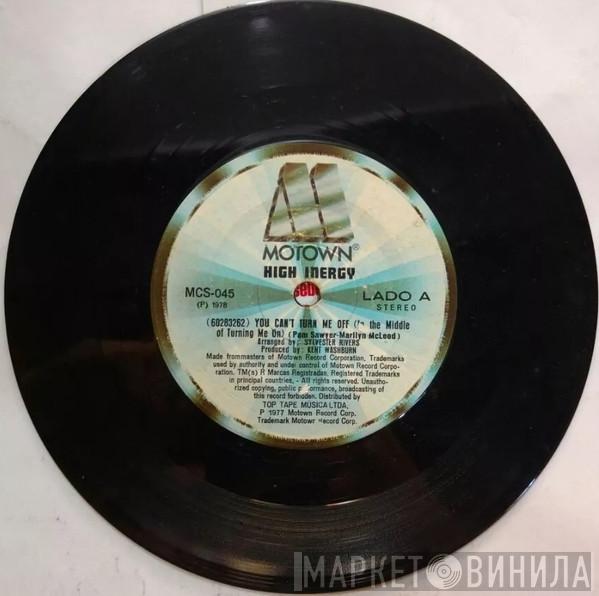 MOTOWN®
HIGH INERGY
MCS-045
(P) 1978
LADO A
STEREO
(60283262) YOU CAN'T TURN ME OFF (In the Middle
of Turning Me On) (Pam Sawyer-Marilyn McLeod)
Arranged by: SYLVESTER RIVERS
Produced by: KENT WASHBURN
Made frommasters of Motown Record Corporation, Trademarks
used by authority and under control of Motown Record Corpo-
ration. TM(s) R Marcas Registradas. Registered Trademarks
in principal countries. - All rights reserved. Unautho-
rized copying, public performance, broadcasting of
this record forbidden. Distributed by
TOP TAPE MÚSICA LTDA.
P 1977 Motown Record Corp.
Trademark Motown Record Corp.
МАРКЕТ ВИНИЛА